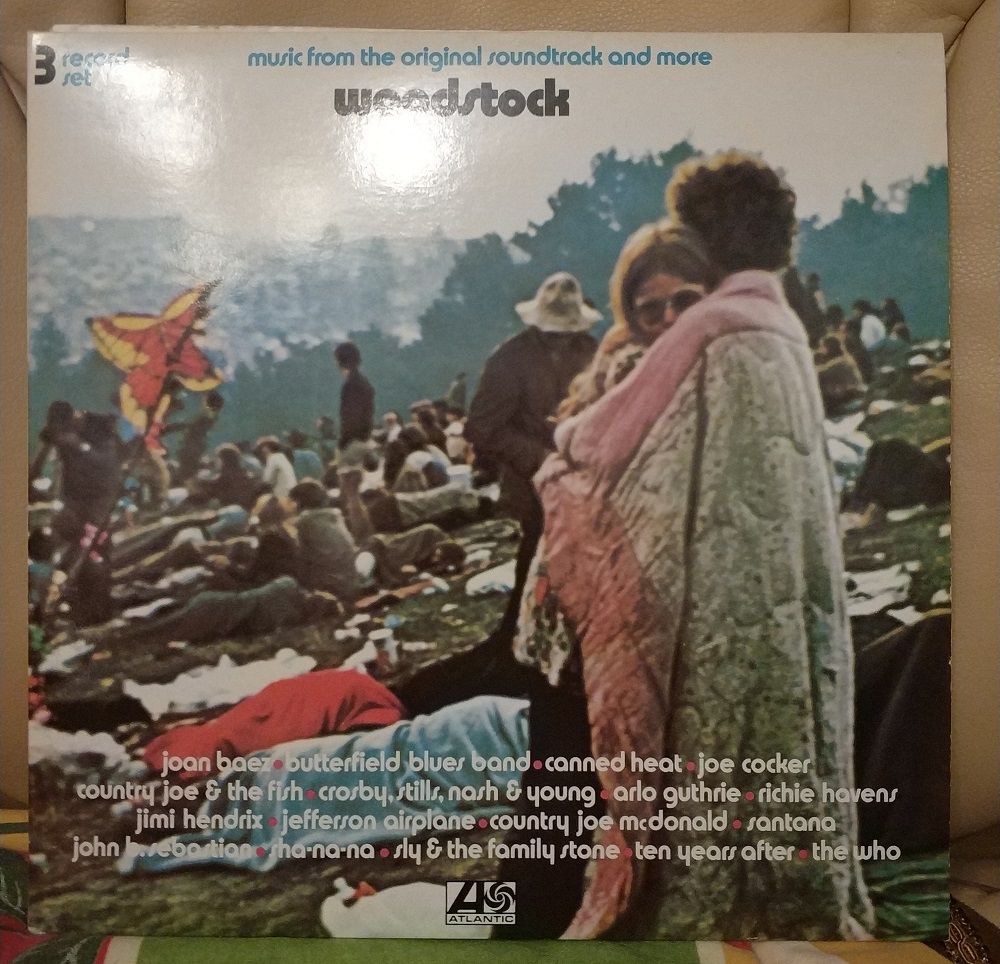 3 record
set
music from the original soundtrack and more
woodstock
joan baez • butterfield blues band • canned heat • joe cocker
country joe & the fish • crosby, stills, nash & young • arlo guthrie • richie havens
jimi hendrix • jefferson airplane • country joe mcdonald • santana
john b. sebastian • sha-na-na • sly & the family stone • ten years after • the who
ATLANTIC